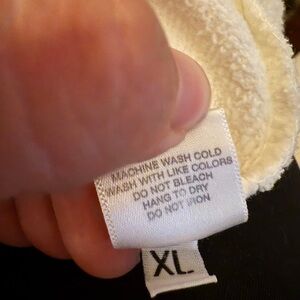 MACHINE WASH COLD
WASH WITH LIKE COLORS
DO NOT BLEACH
HANG TO DRY
DO NOT IRON
XL